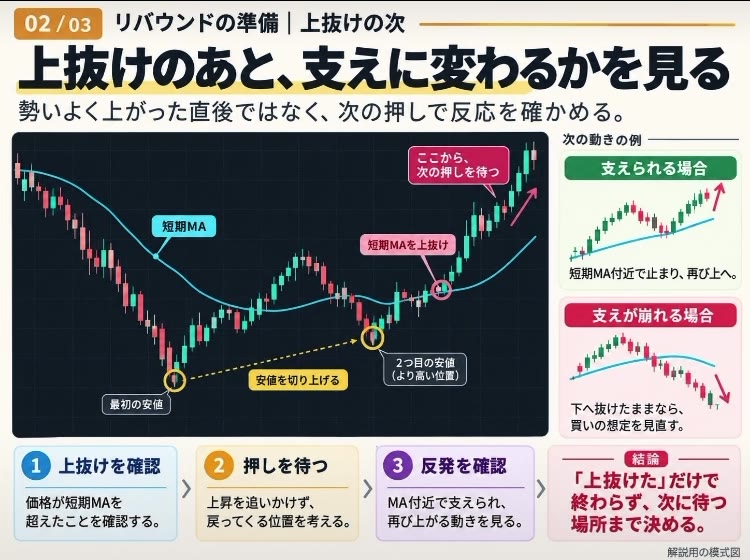 02 / 03 リバウンドの準備｜上抜けの次
上抜けのあと、支えに変わるかを見る
勢いよく上がった直後ではなく、次の押しで反応を確かめる。
ここから、
次の押しを待つ
短期MA
短期MAを上抜け
安値を切り上げる
2つ目の安値
（より高い位置）
最初の安値
次の動きの例
支えられる場合
短期MA付近で止まり、再び上へ。
支えが崩れる場合
下へ抜けたままなら、
買いの想定を見直す。
1 上抜けを確認
価格が短期MAを
超えたことを確認する。
2 押しを待つ
上昇を追いかけず、
戻ってくる位置を考える。
3 反発を確認
MA付近で支えられ、
再び上がる動きを見る。
結論
「上抜けた」だけで
終わらず、次に待つ
場所まで決める。
解説用の模式図